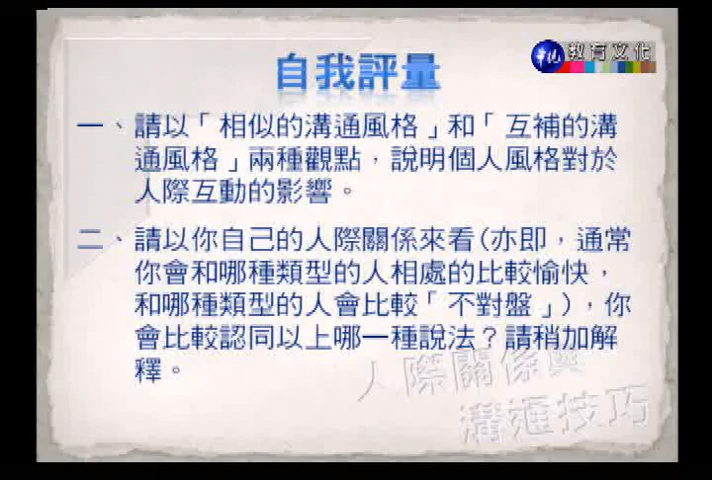 自我評量
華視 教育文化
一、請以「相似的溝通風格」和「互補的溝
通風格」兩種觀點，說明個人風格對於
人際互動的影響。
二、請以你自己的人際關係來看(亦即，通常
你會和哪種類型的人相處的比較愉快，
和哪種類型的人會比較「不對盤」)，你
會比較認同以上哪一種說法？請稍加解
釋。
人際關係與
溝通技巧